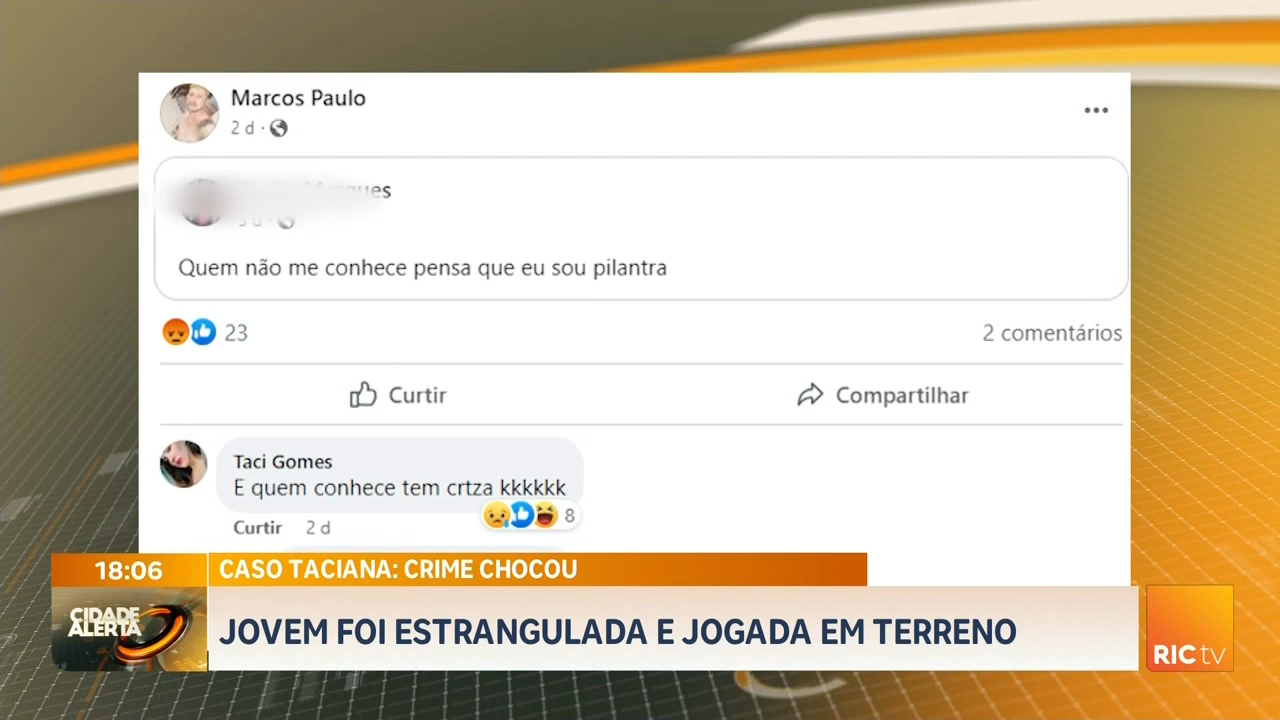 Marcos Paulo
2 d ·
Quem não me conhece pensa que eu sou pilantra
23
2 comentários
Curtir
Compartilhar
Taci Gomes
E quem conhece tem crtza kkkkkk
8
Curtir 2 d
18:06
CASO TACIANA: CRIME CHOCOU
CIDADE
ALERTA
JOVEM FOI ESTRANGULADA E JOGADA EM TERRENO
RIC tv